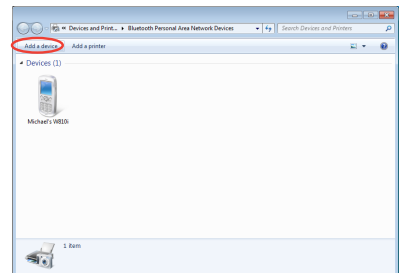 « Devices and Print... ▸ Bluetooth Personal Area Network Devices
Search Devices and Printers
Add a device Add a printer
Devices (1)
Michael's W810i
1 item